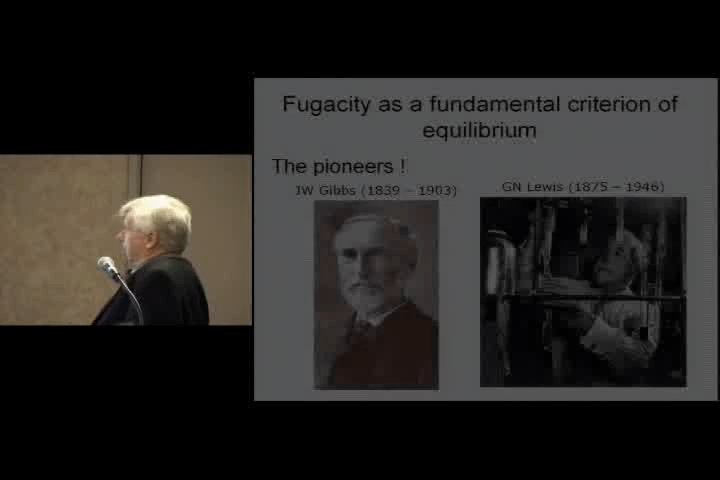 Fugacity as a fundamental criterion of
equilibrium
The pioneers !
JW Gibbs (1839 – 1903)
GN Lewis (1875 – 1946)